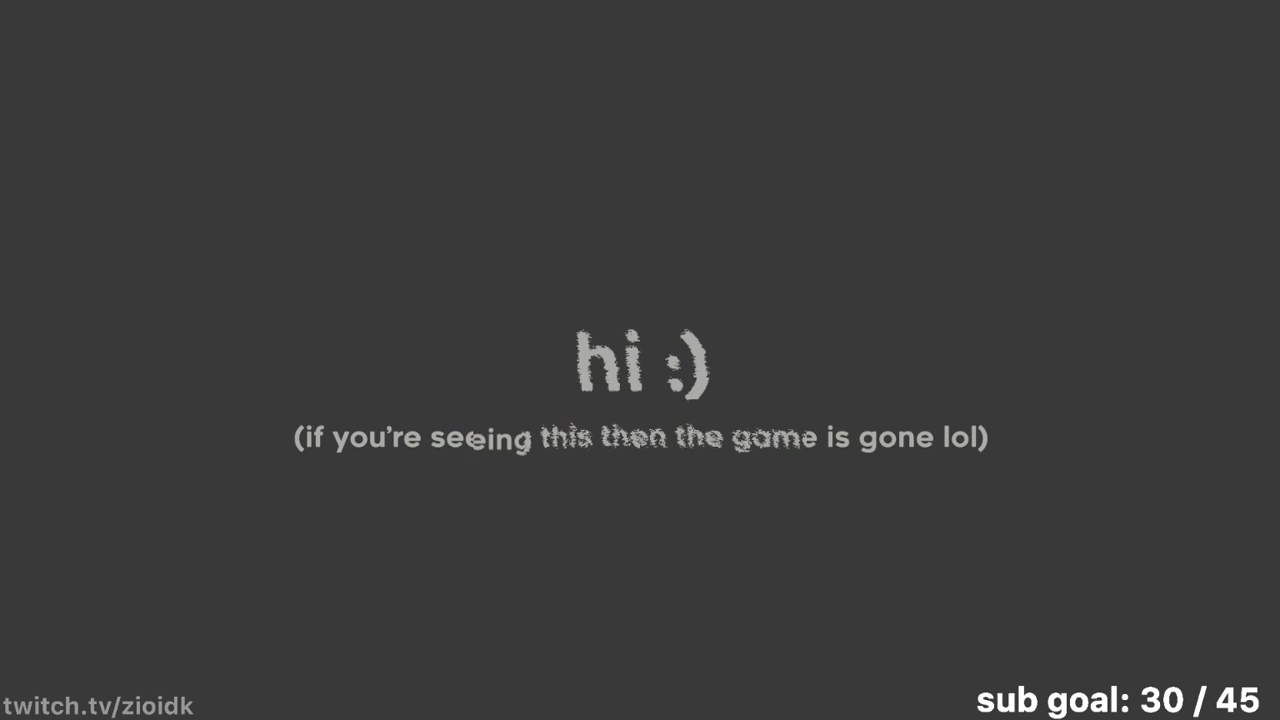 hi :)
(if you're seeing this then the game is gone lol)
twitch.tv/zioidk
sub goal: 30 / 45